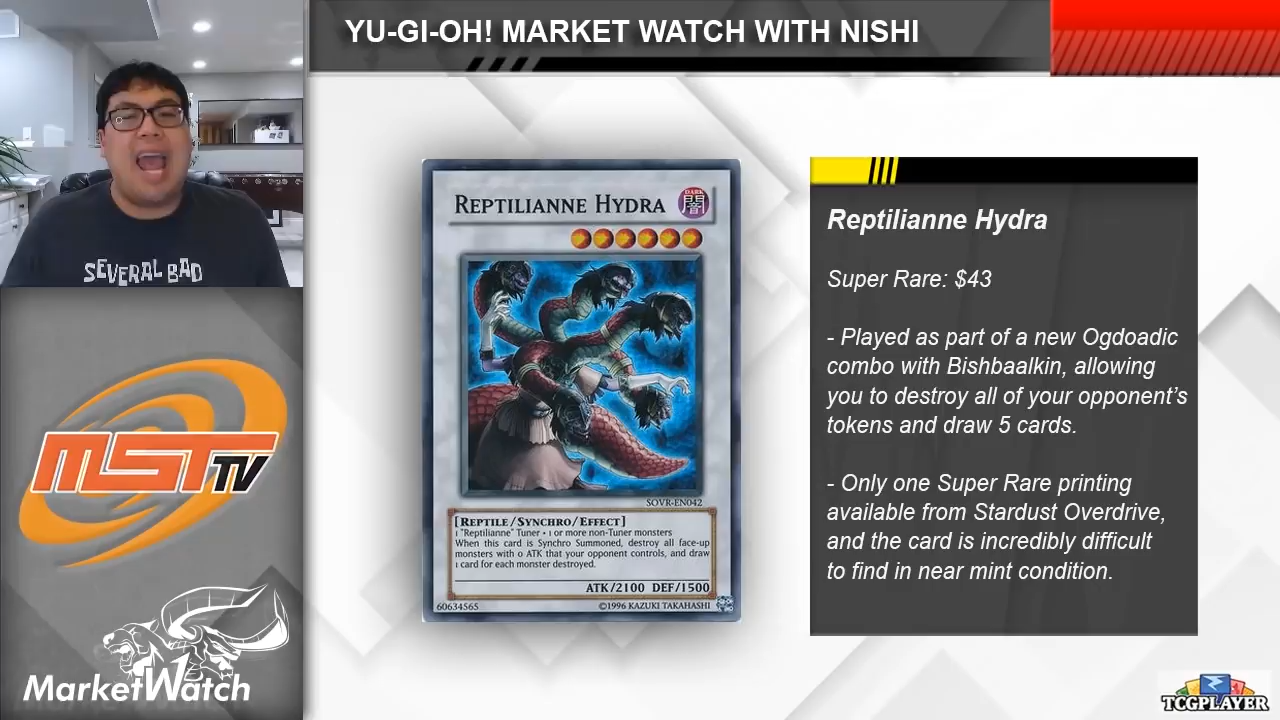 YU-GI-OH! MARKET WATCH WITH NISHI
SEVERAL BAD
MST TV
MarketWatch
REPTILIANNE HYDRA
DARK
闇
SOVR-EN042
[REPTILE/SYNCHRO/EFFECT]
1 "Reptilianne" Tuner + 1 or more non-Tuner monsters
When this card is Synchro Summoned, destroy all face-up
monsters with 0 ATK that your opponent controls, and draw
1 card for each monster destroyed.
ATK/2100 DEF/1500
60634565
©1996 KAZUKI TAKAHASHI
Reptilianne Hydra
Super Rare: $43
- Played as part of a new Ogdoadic
combo with Bishbaalkin, allowing
you to destroy all of your opponent's
tokens and draw 5 cards.
- Only one Super Rare printing
available from Stardust Overdrive,
and the card is incredibly difficult
to find in near mint condition.
TCGPLAYER